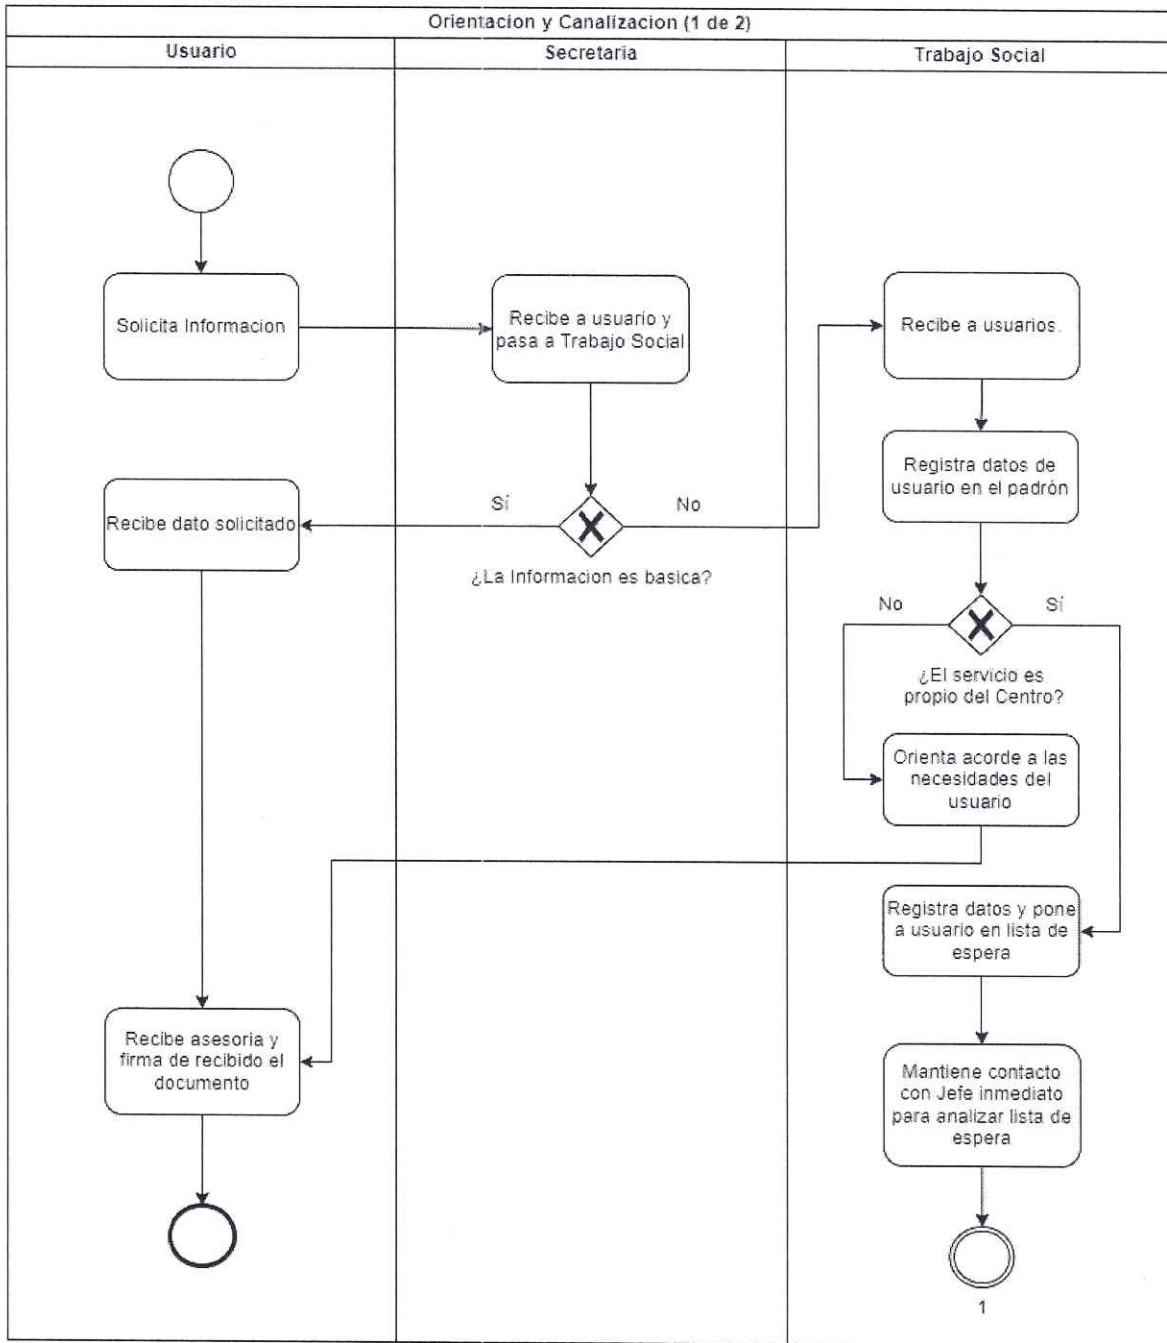 Orientacion y Canalizacion (1 de 2)
Usuario
Secretaria
Trabajo Social
Solicita Informacion
Recibe a usuario y
pasa a Trabajo Social
Recibe a usuarios.
Registra datos de
usuario en el padrón
Recibe dato solicitado
Sí
No
¿La Informacion es basica?
No
Sí
¿El servicio es
propio del Centro?
Orienta acorde a las
necesidades del
usuario
Registra datos y pone
a usuario en lista de
espera
Recibe asesoria y
firma de recibido el
documento
Mantiene contacto
con Jefe inmediato
para analizar lista de
espera
1